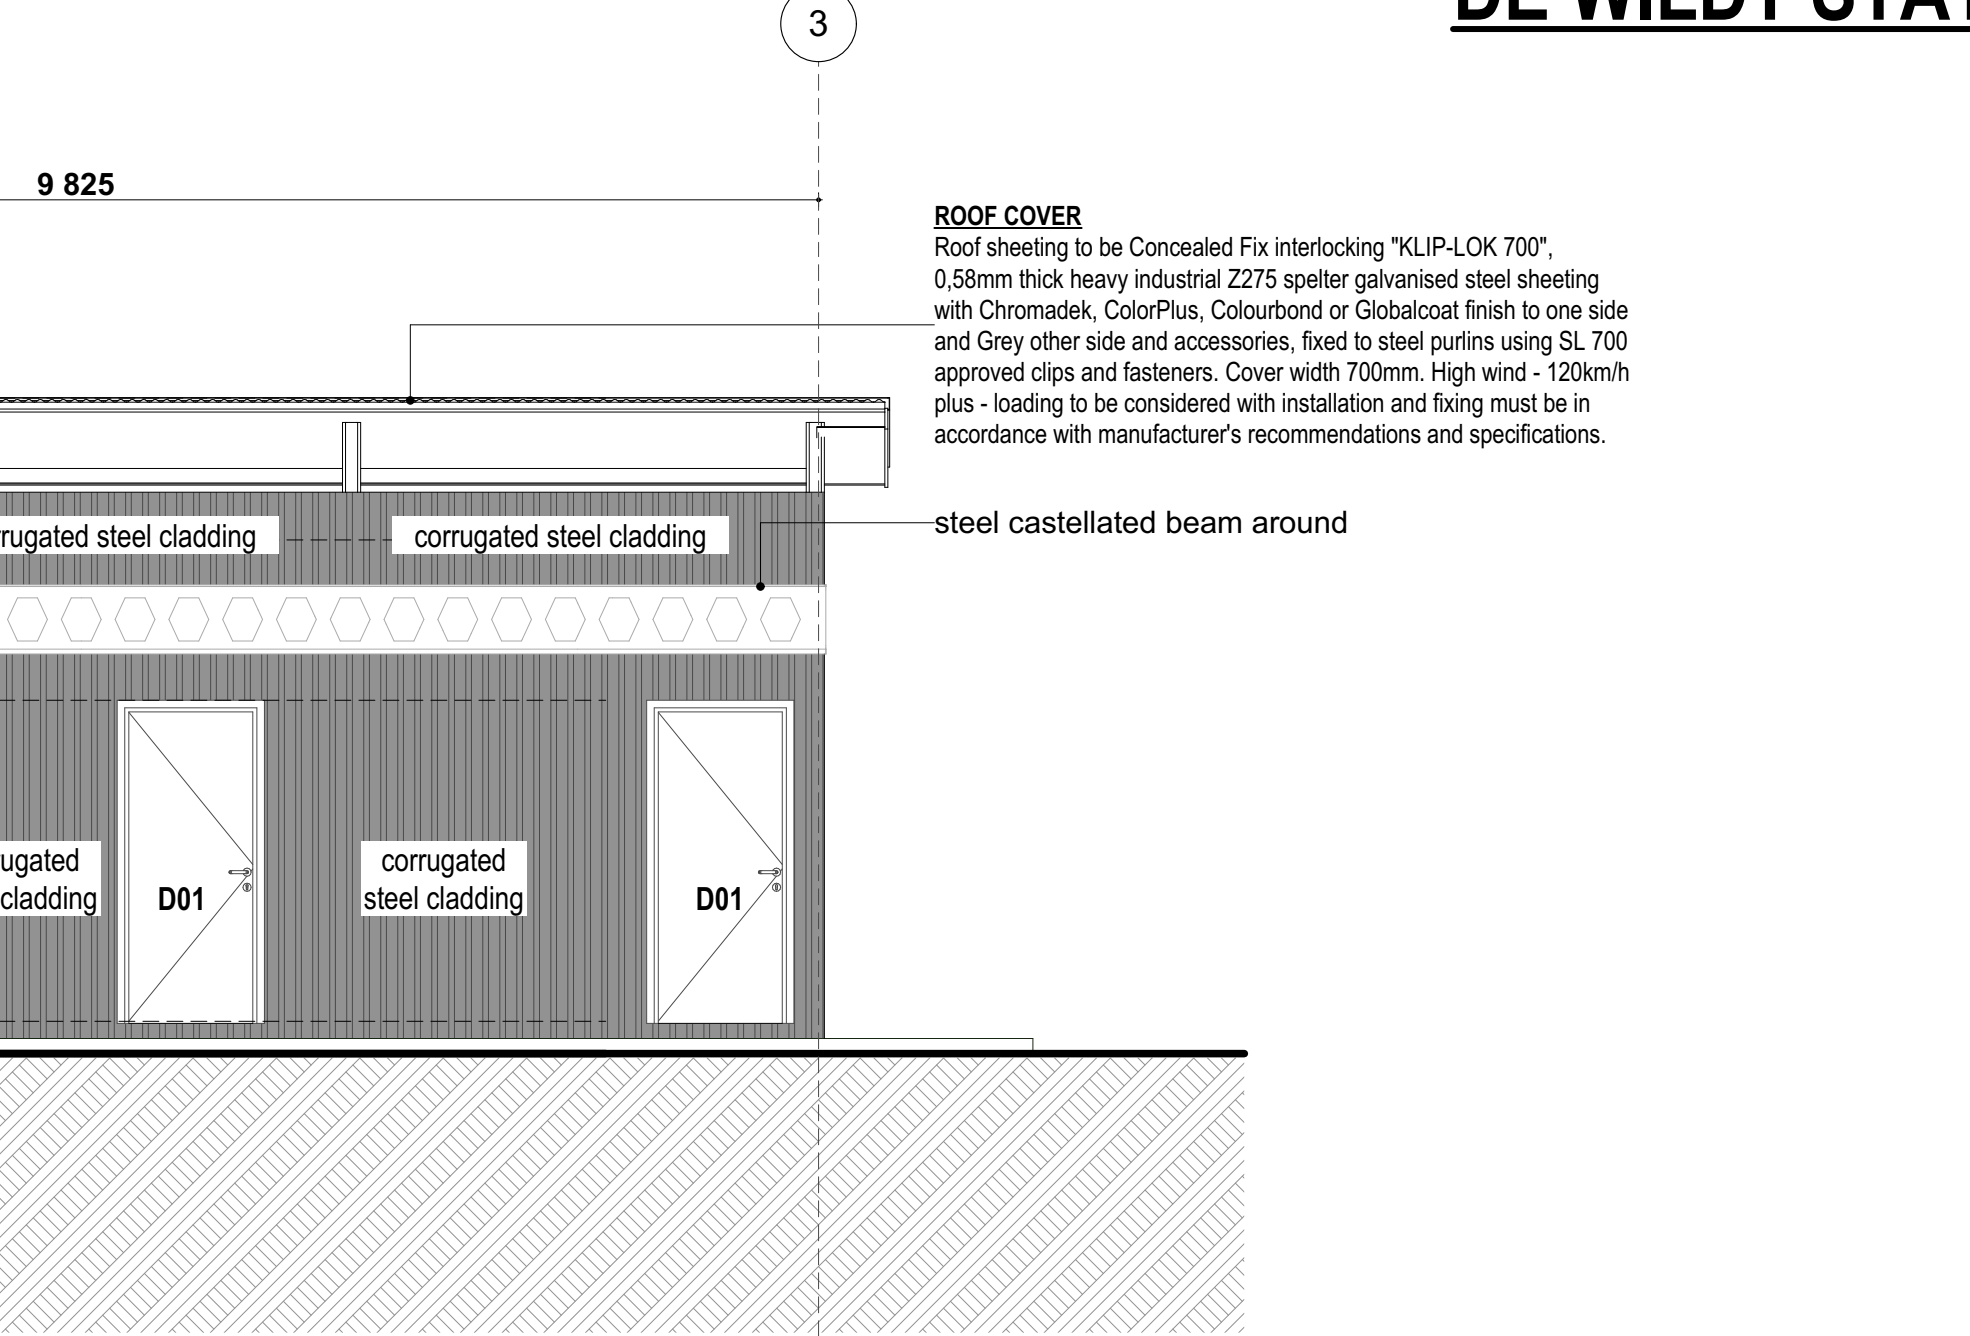 3
DE WILDT STAT
9 825
ROOF COVER
Roof sheeting to be Concealed Fix interlocking "KLIP-LOK 700",
0,58mm thick heavy industrial Z275 spelter galvanised steel sheeting
with Chromadek, ColorPlus, Colourbond or Globalcoat finish to one side
and Grey other side and accessories, fixed to steel purlins using SL 700
approved clips and fasteners. Cover width 700mm. High wind - 120km/h
plus - loading to be considered with installation and fixing must be in
accordance with manufacturer's recommendations and specifications.
steel castellated beam around
rrugated steel cladding
corrugated steel cladding
ugated
cladding
D01
corrugated
steel cladding
D01